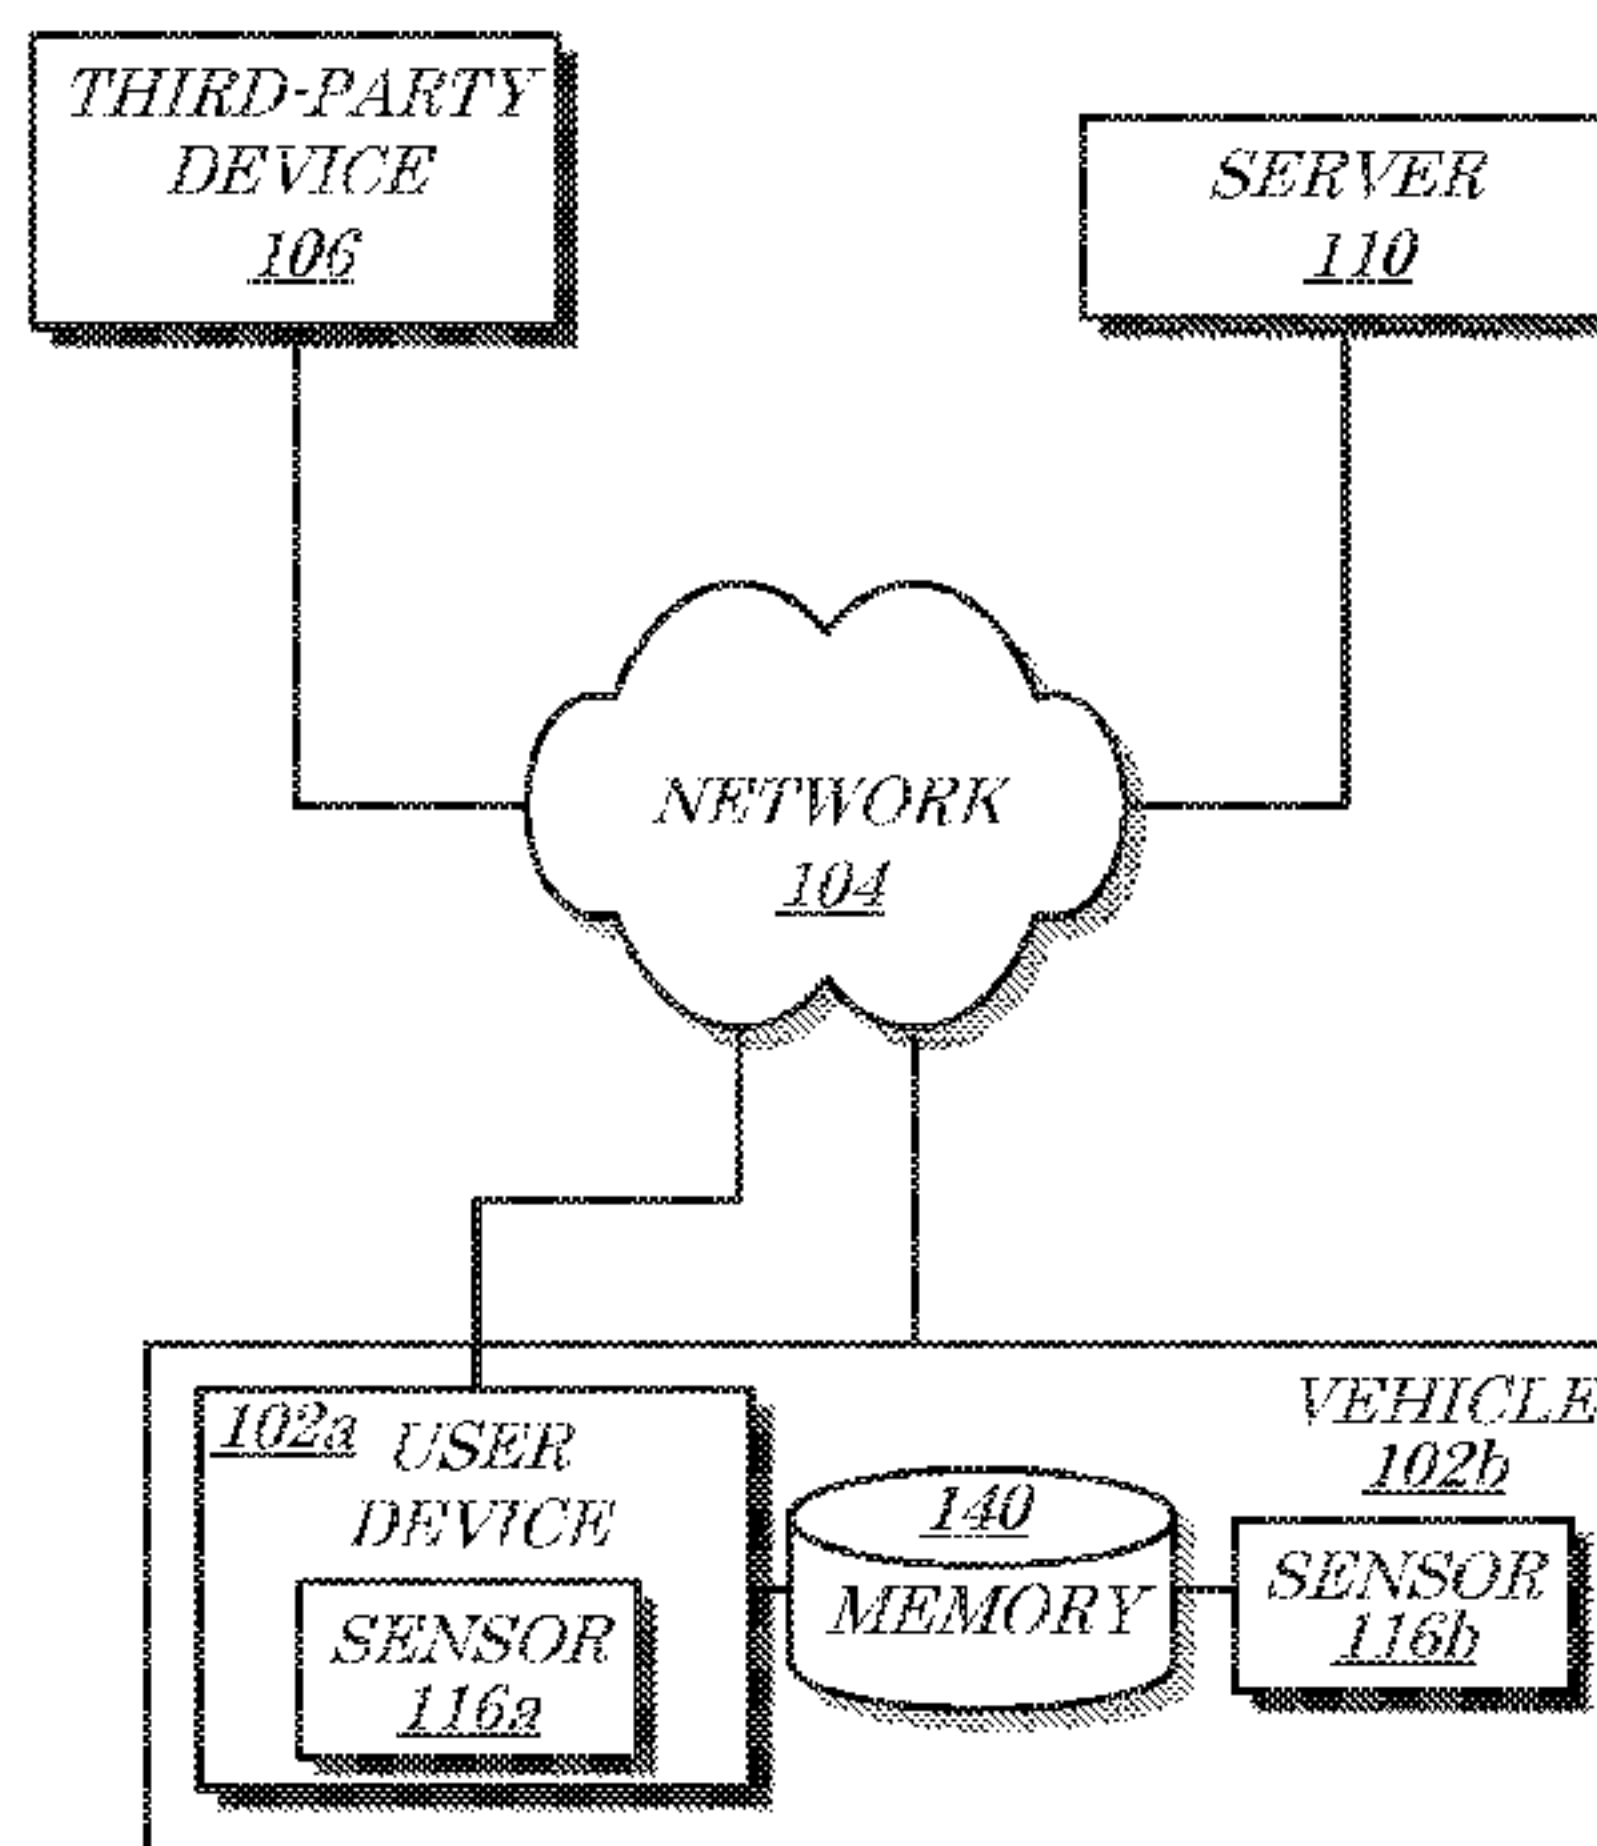 THIRD-PARTY
DEVICE
106
SERVER
110
NETWORK
104
VEHICLE
102b
102a
USER
DEVICE
SENSOR
116a
140
MEMORY
SENSOR
116b